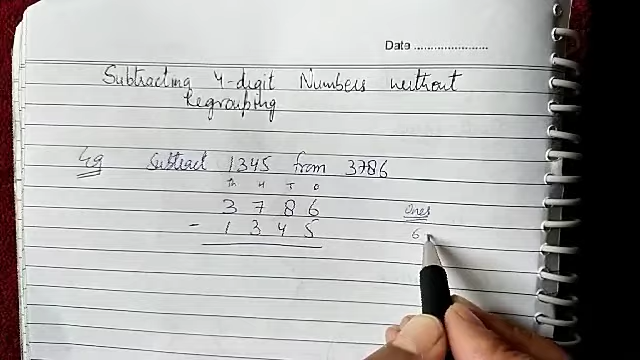 Date ........................
Subtracting 4-digit Numbers without
Regrouping
Eg Subtract 1345 from 3786
Th H T O
3 7 8 6
Ones
- 1 3 4 5
6